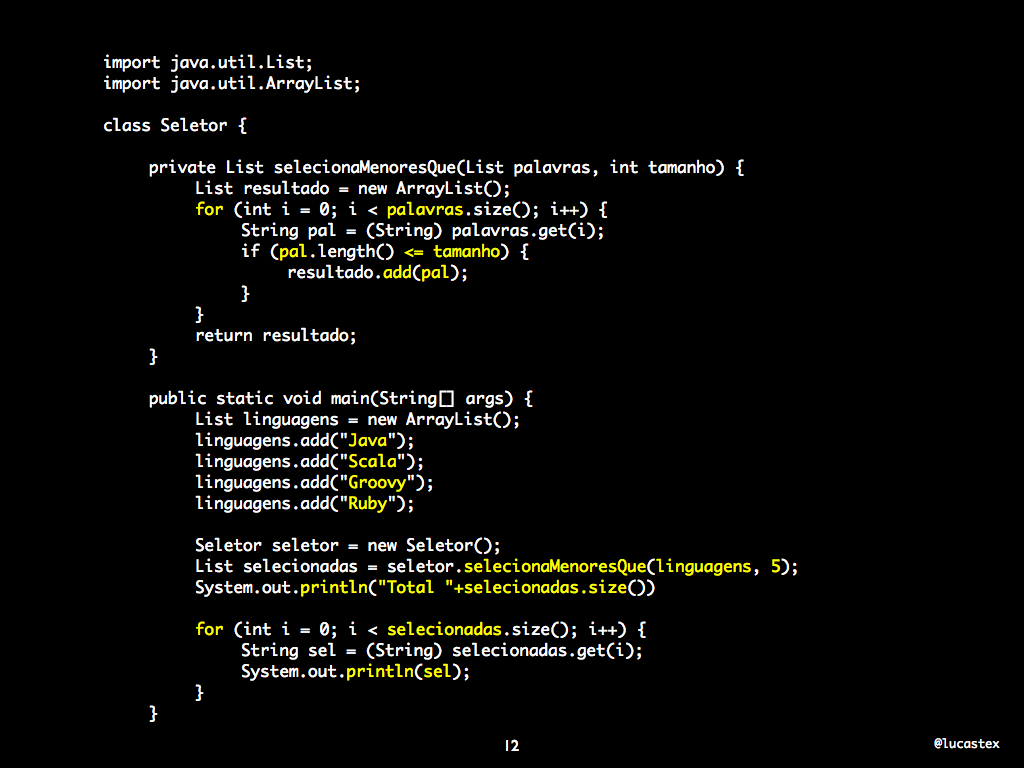 import java.util.List;
import java.util.ArrayList;
class Seletor {
private List selecionaMenoresQue(List palavras, int tamanho) {
List resultado = new ArrayList();
for (int i = 0; i < palavras.size(); i++) {
String pal = (String) palavras.get(i);
if (pal.length() <= tamanho) {
resultado.add(pal);
}
}
return resultado;
}
public static void main(String[] args) {
List linguagens = new ArrayList();
linguagens.add("Java");
linguagens.add("Scala");
linguagens.add("Groovy");
linguagens.add("Ruby");
Seletor seletor = new Seletor();
List selecionadas = seletor.selecionaMenoresQue(linguagens, 5);
System.out.println("Total "+selecionadas.size())
for (int i = 0; i < selecionadas.size(); i++) {
String sel = (String) selecionadas.get(i);
System.out.println(sel);
}
}
12
@lucastex